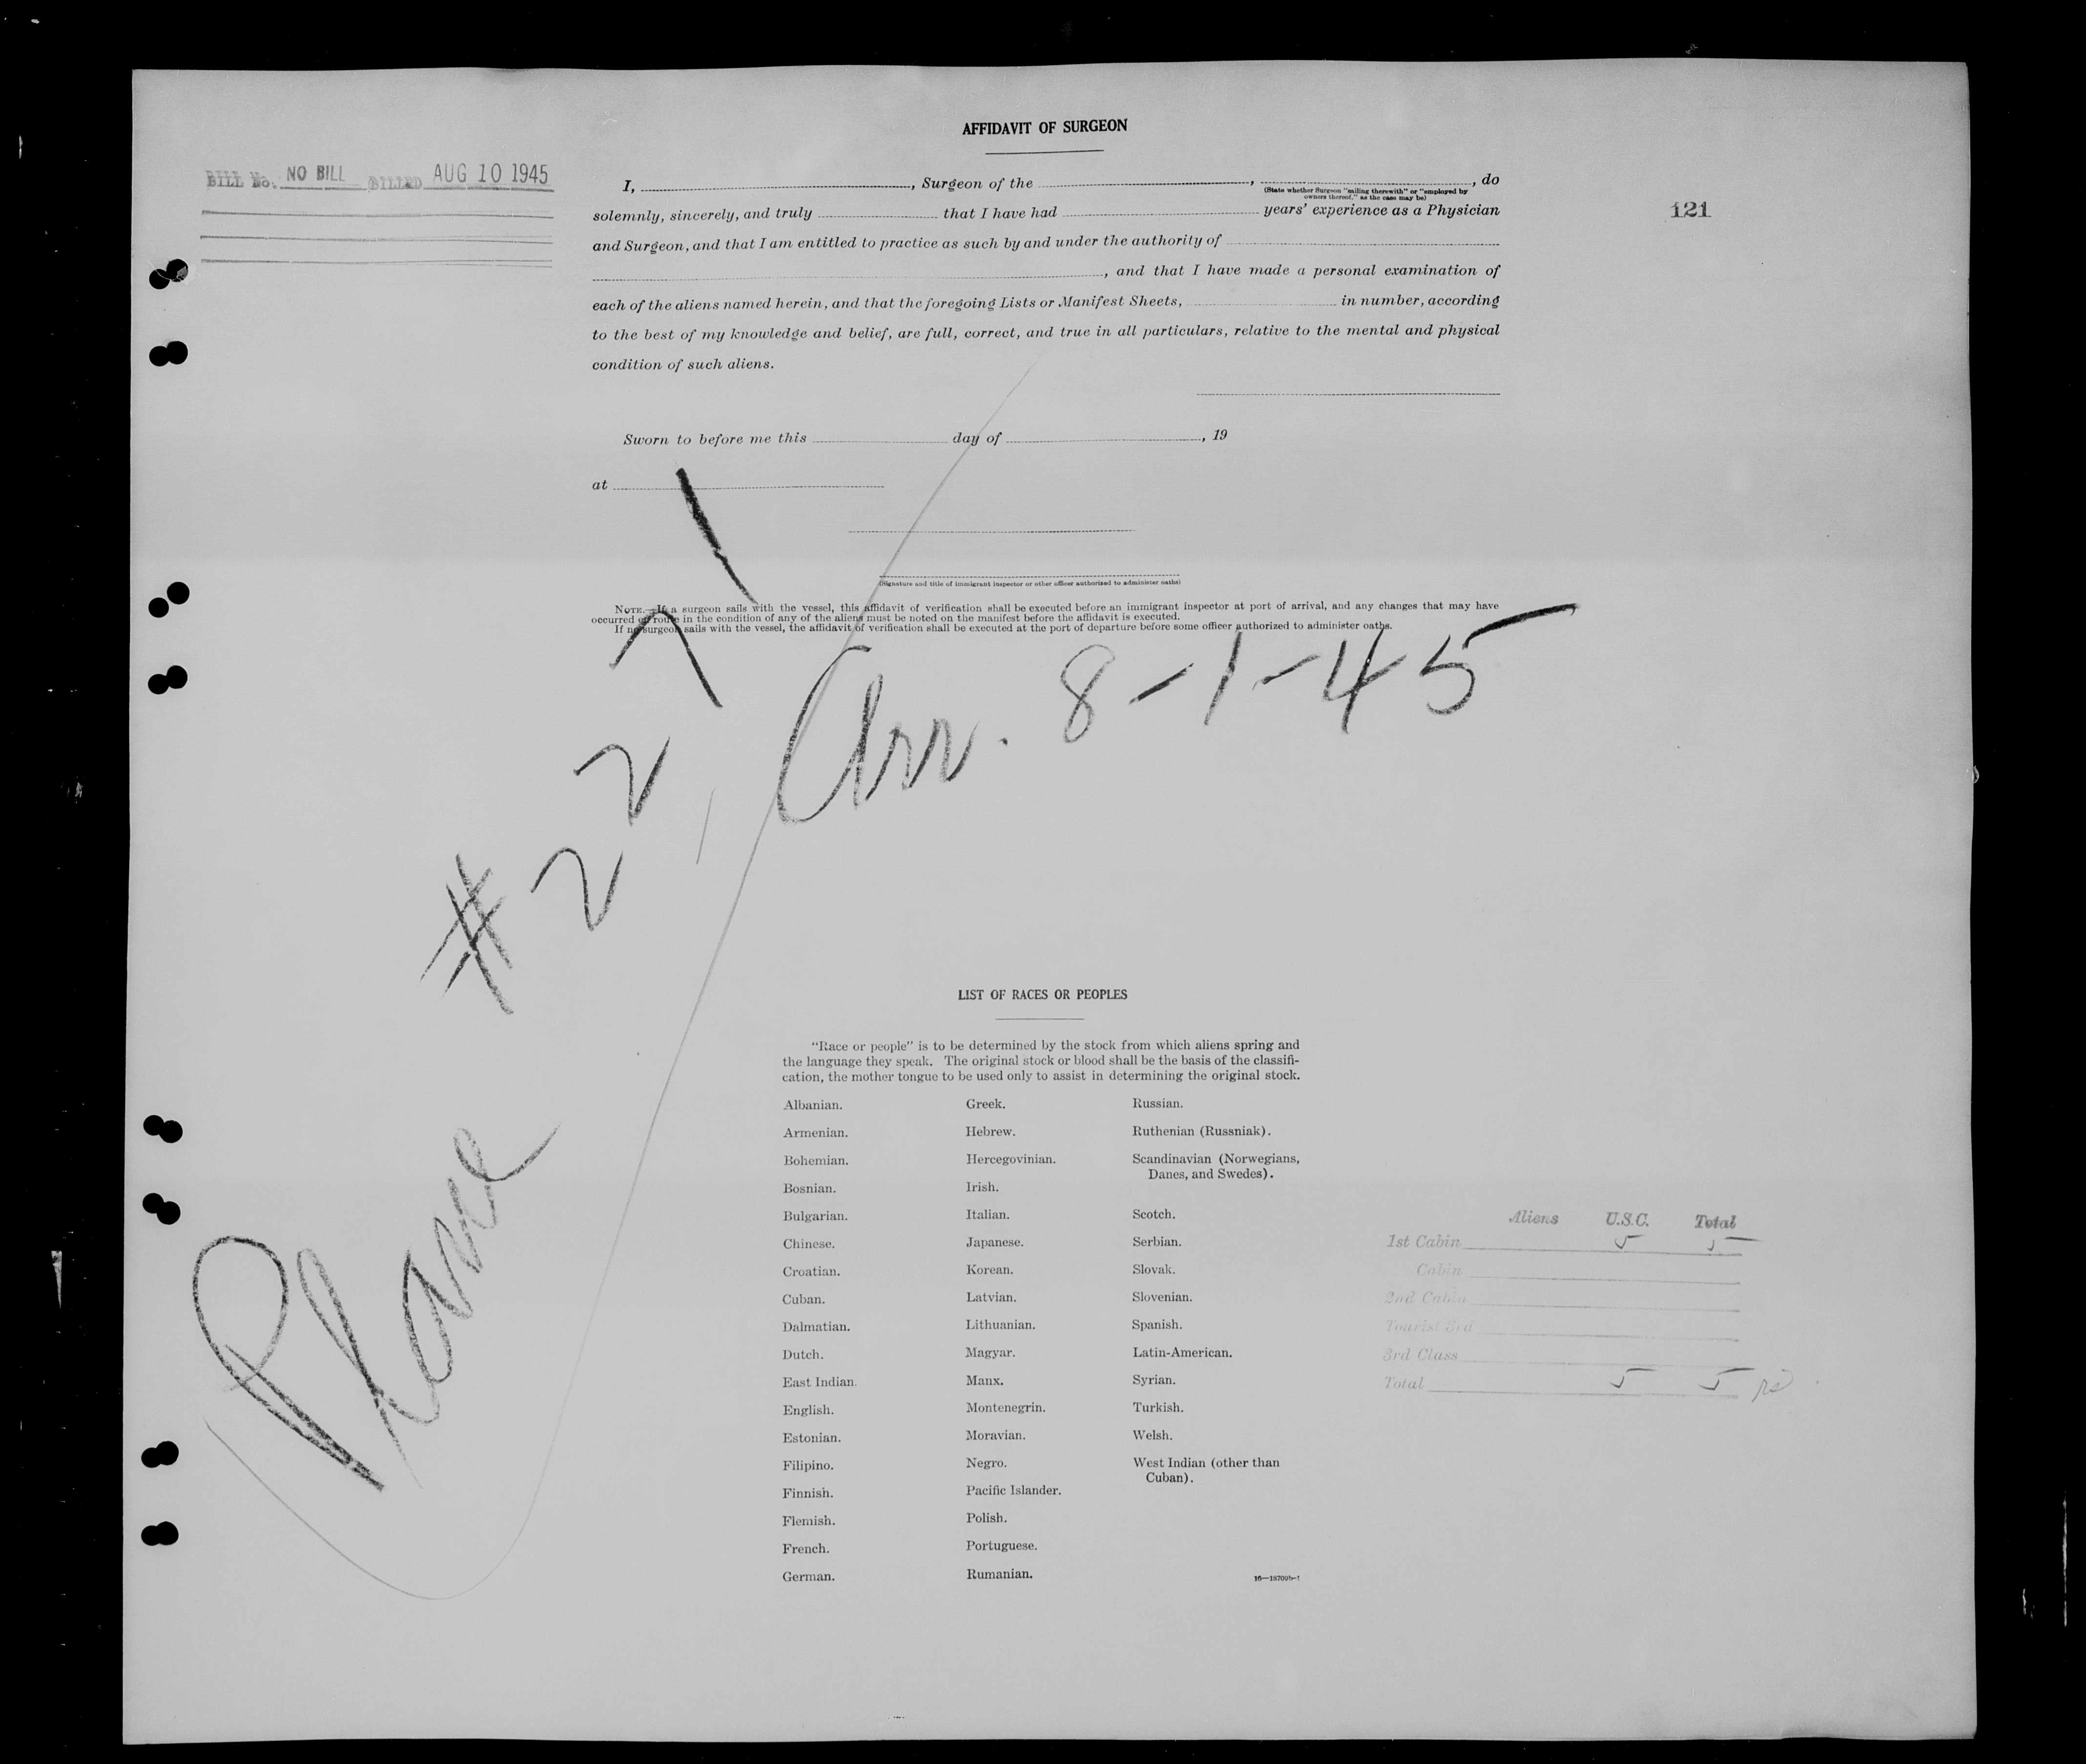 AFFIDAVIT OF SURGEON
BILL No. NO BILL BILLED AUG 10 1945
121
I, , Surgeon of the , , do
(State whether Surgeon "sailing therewith" or "employed by
owners thereof," as the case may be)
solemnly, sincerely, and truly that I have had years' experience as a Physician
and Surgeon, and that I am entitled to practice as such by and under the authority of
, and that I have made a personal examination of
each of the aliens named herein, and that the foregoing Lists or Manifest Sheets, in number, according
to the best of my knowledge and belief, are full, correct, and true in all particulars, relative to the mental and physical
condition of such aliens.
Sworn to before me this day of , 19
at
(Signature and title of immigrant inspector or other officer authorized to administer oaths)
NOTE.—If a surgeon sails with the vessel, this affidavit of verification shall be executed before an immigrant inspector at port of arrival, and any changes that may have
occurred en route in the condition of any of the aliens must be noted on the manifest before the affidavit is executed.
If no surgeon sails with the vessel, the affidavit of verification shall be executed at the port of departure before some officer authorized to administer oaths.
Plane #22
Arr. 8-1-45
LIST OF RACES OR PEOPLES
"Race or people" is to be determined by the stock from which aliens spring and
the language they speak. The original stock or blood shall be the basis of the classifi-
cation, the mother tongue to be used only to assist in determining the original stock.
Albanian.
Armenian.
Bohemian.
Bosnian.
Bulgarian.
Chinese.
Croatian.
Cuban.
Dalmatian.
Dutch.
East Indian.
English.
Estonian.
Filipino.
Finnish.
Flemish.
French.
German.
Greek.
Hebrew.
Hercegovinian.
Irish.
Italian.
Japanese.
Korean.
Latvian.
Lithuanian.
Magyar.
Manx.
Montenegrin.
Moravian.
Negro.
Pacific Islander.
Polish.
Portuguese.
Rumanian.
Russian.
Ruthenian (Russniak).
Scandinavian (Norwegians,
Danes, and Swedes).
Scotch.
Serbian.
Slovak.
Slovenian.
Spanish.
Latin-American.
Syrian.
Turkish.
Welsh.
West Indian (other than
Cuban).
Aliens U.S.C. Total
1st Cabin 5 5
Cabin
2nd Cabin
Tourist 3rd
3rd Class
Total 5 5